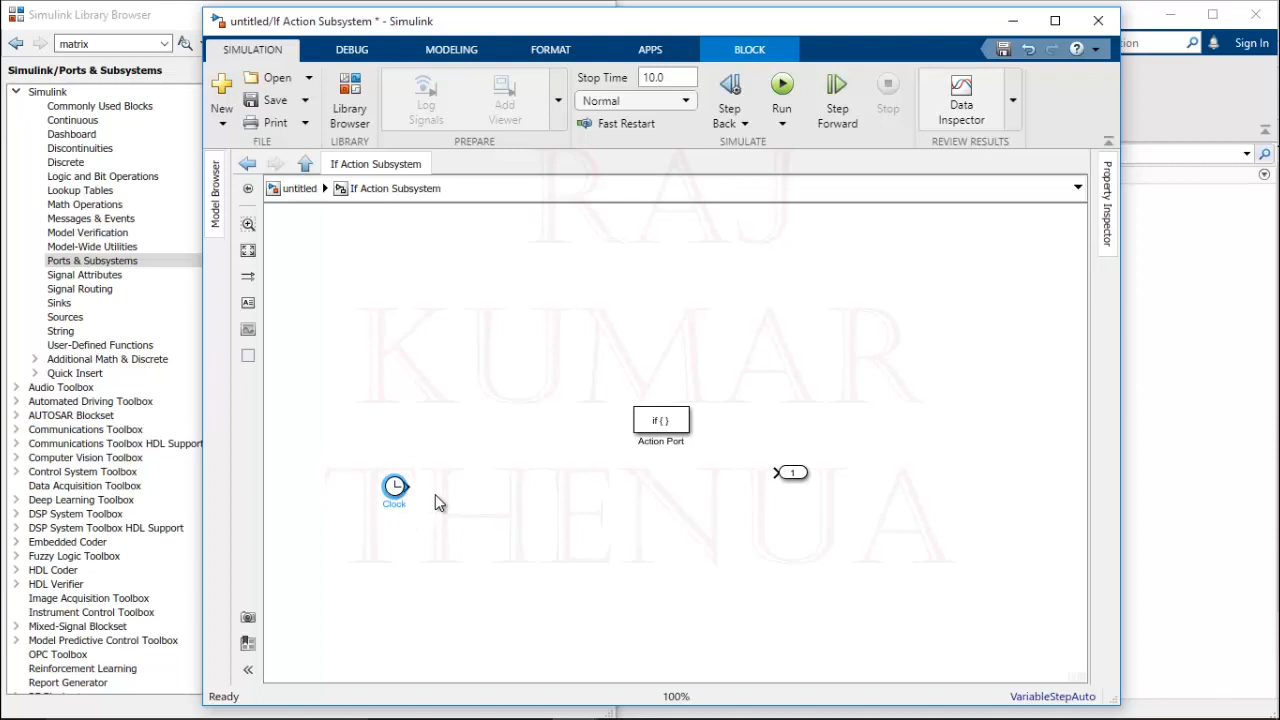 Simulink Library Browser
matrix
Simulink/Ports & Subsystems
Simulink
Commonly Used Blocks
Continuous
Dashboard
Discontinuities
Discrete
Logic and Bit Operations
Lookup Tables
Math Operations
Messages & Events
Model Verification
Model-Wide Utilities
Ports & Subsystems
Signal Attributes
Signal Routing
Sinks
Sources
String
User-Defined Functions
Additional Math & Discrete
Quick Insert
Audio Toolbox
Automated Driving Toolbox
AUTOSAR Blockset
Communications Toolbox
Communications Toolbox HDL Support
Computer Vision Toolbox
Control System Toolbox
Data Acquisition Toolbox
Deep Learning Toolbox
DSP System Toolbox
DSP System Toolbox HDL Support
Embedded Coder
Fuzzy Logic Toolbox
HDL Coder
HDL Verifier
Image Acquisition Toolbox
Instrument Control Toolbox
Mixed-Signal Blockset
Model Predictive Control Toolbox
OPC Toolbox
Reinforcement Learning
Report Generator
untitled/If Action Subsystem * - Simulink
SIMULATION DEBUG MODELING FORMAT APPS BLOCK
New
Open
Save
Print
FILE
Library
Browser
LIBRARY
Log
Signals
Add
Viewer
PREPARE
Stop Time 10.0
Normal
Fast Restart
Step
Back
Run
Step
Forward
Stop
SIMULATE
Data
Inspector
REVIEW RESULTS
Model Browser
If Action Subsystem
untitled If Action Subsystem
Property Inspector
RAJ
KUMAR
THENUA
if { }
Action Port
Clock
1
Ready
100%
VariableStepAuto
tion
Sign In